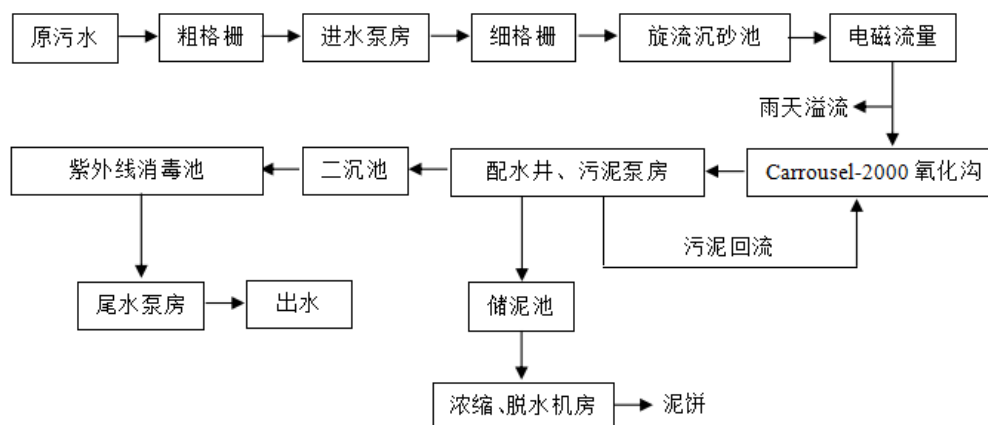 原污水
粗格栅
进水泵房
细格栅
旋流沉砂池
电磁流量
雨天溢流
紫外线消毒池
二沉池
配水井、污泥泵房
Carrousel-2000 氧化沟
污泥回流
尾水泵房
出水
储泥池
浓缩、脱水机房
泥饼